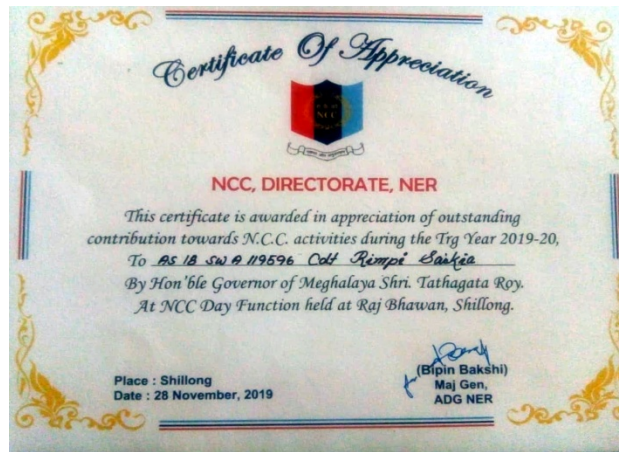 Certificate Of Appreciation
NCC
NCC, DIRECTORATE, NER
This certificate is awarded in appreciation of outstanding
contribution towards N.C.C. activities during the Trg Year 2019-20,
To AS 18 SW A 119596 Cdt Rimpi Saikia
By Hon'ble Governor of Meghalaya Shri. Tathagata Roy.
At NCC Day Function held at Raj Bhawan, Shillong.
Place : Shillong
Date : 28 November, 2019
(Bipin Bakshi)
Maj Gen,
ADG NER